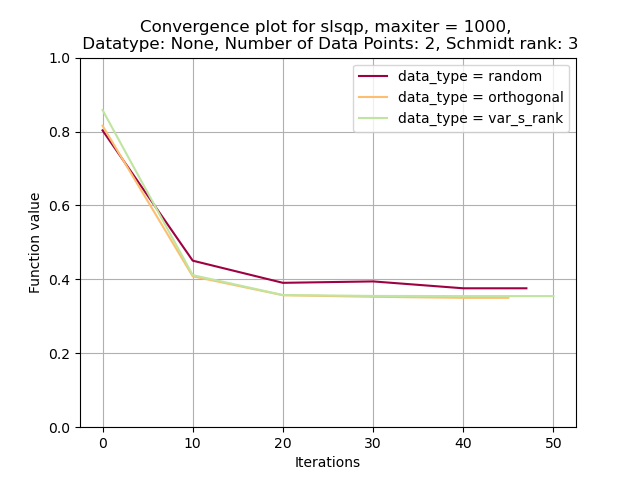 Convergence plot for slsqp, maxiter = 1000,
Datatype: None, Number of Data Points: 2, Schmidt rank: 3
data_type = random
data_type = orthogonal
data_type = var_s_rank
Function value
1.0
0.8
0.6
0.4
0.2
0.0
0 10 20 30 40 50
Iterations